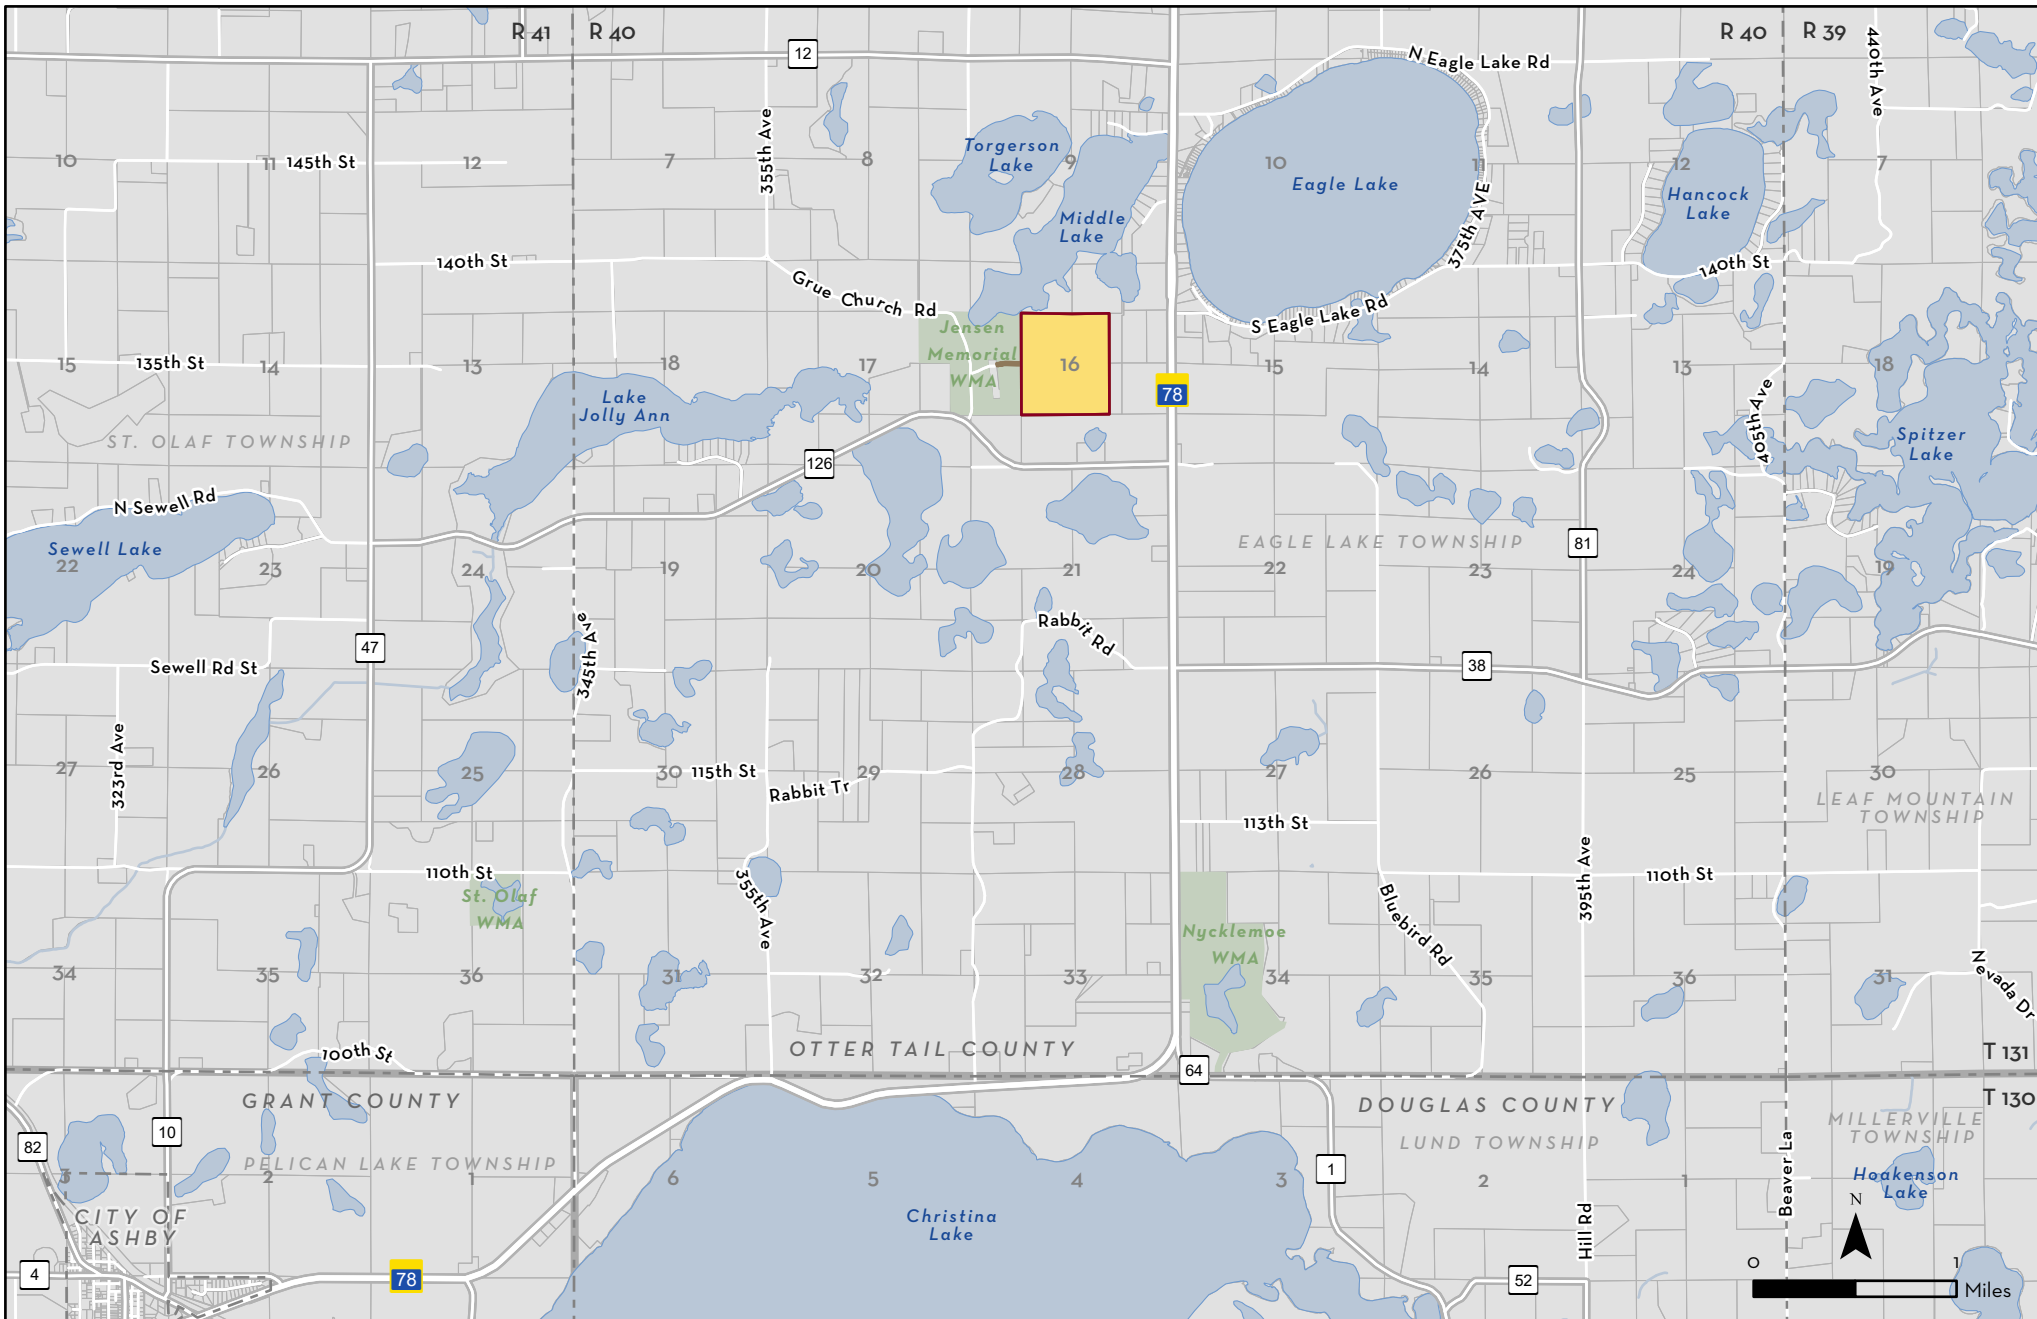 R 41
R 40
R 40
R 39
12
N Eagle Lake Rd
440th Ave
355th Ave
Torgerson
Lake
10
11
145th St
12
7
8
9
10
Eagle Lake
11
12
7
Hancock
Lake
Middle
Lake
375th AVE
140th St
140th St
Grue Church Rd
S Eagle Lake Rd
Jensen
Memorial
WMA
15
135th St
14
13
18
17
16
15
14
13
18
78
Lake
Jolly Ann
405th Ave
ST. OLAF TOWNSHIP
Spitzer
Lake
126
N Sewell Rd
Sewell Lake
EAGLE LAKE TOWNSHIP
81
22
23
24
19
20
21
22
23
24
19
Rabbit Rd
345th Ave
47
Sewell Rd St
38
323rd Ave
27
26
25
30
115th St
29
28
27
26
25
30
Rabbit Tr
LEAF MOUNTAIN
TOWNSHIP
113th St
110th St
355th Ave
395th Ave
110th St
St. Olaf
WMA
Bluebird Rd
Nycklemoe
WMA
34
35
36
31
32
33
34
35
36
31
Nevada Dr
100th St
OTTER TAIL COUNTY
T 131
64
GRANT COUNTY
DOUGLAS COUNTY
T 130
82
10
MILLERVILLE
TOWNSHIP
LUND TOWNSHIP
PELICAN LAKE TOWNSHIP
1
Beaver La
3
2
1
6
5
4
3
2
1
Hoakenson
Lake
N
CITY OF
ASHBY
Christina
Lake
Hill Rd
4
78
52
0
1
Miles